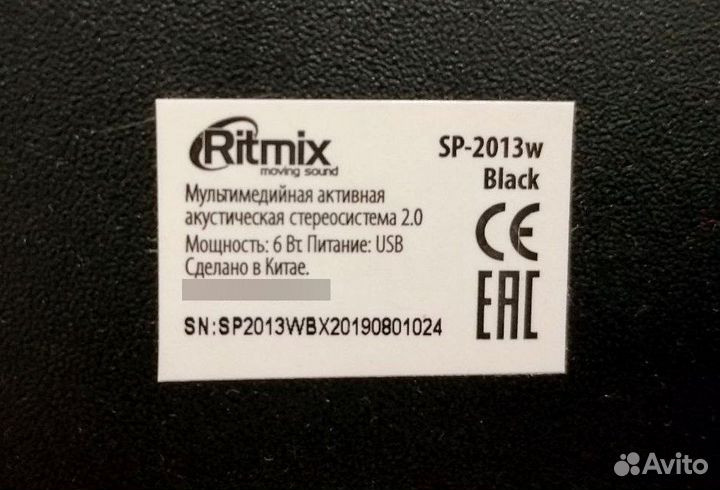 Ritmix
moving sound
SP-2013w
Black
Мультимедийная активная
акустическая стереосистема 2.0
Мощность: 6 Вт. Питание: USB
Сделано в Китае.
SN:SP2013WBX20190801024
CE
EAC
Avito